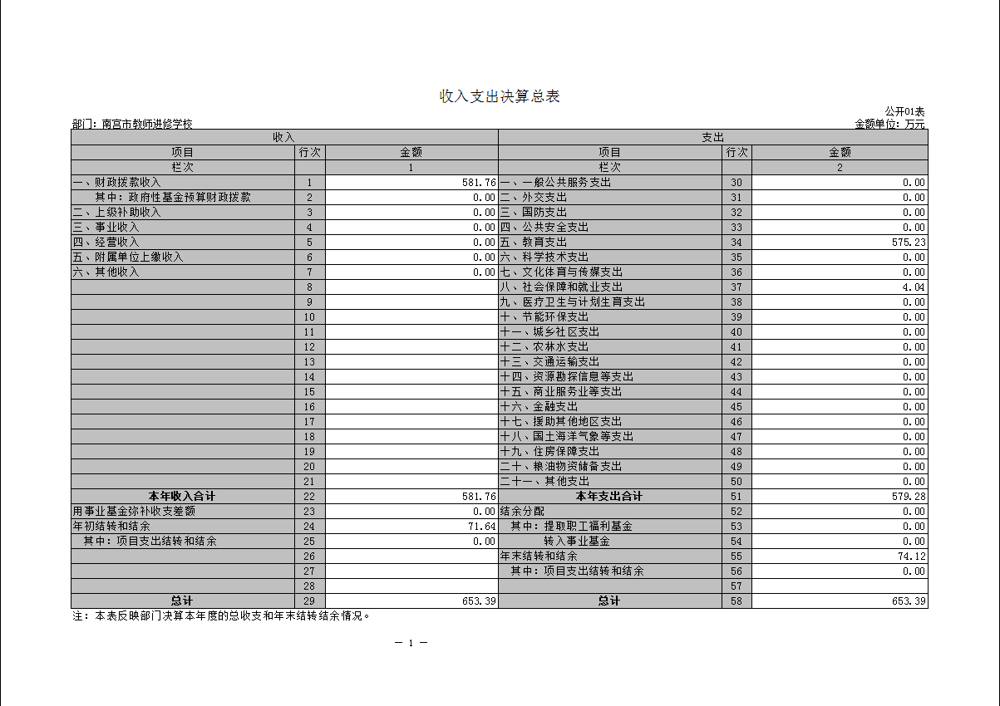 收入支出决算总表
公开01表
部门：南宫市教师进修学校 金额单位：万元
收入 支出
项目 行次 金额 项目 行次 金额
栏次 1 栏次 2
一、财政拨款收入 1 581.76 一、一般公共服务支出 30 0.00
其中：政府性基金预算财政拨款 2 0.00 二、外交支出 31 0.00
二、上级补助收入 3 0.00 三、国防支出 32 0.00
三、事业收入 4 0.00 四、公共安全支出 33 0.00
四、经营收入 5 0.00 五、教育支出 34 575.23
五、附属单位上缴收入 6 0.00 六、科学技术支出 35 0.00
六、其他收入 7 0.00 七、文化体育与传媒支出 36 0.00
8 八、社会保障和就业支出 37 4.04
9 九、医疗卫生与计划生育支出 38 0.00
10 十、节能环保支出 39 0.00
11 十一、城乡社区支出 40 0.00
12 十二、农林水支出 41 0.00
13 十三、交通运输支出 42 0.00
14 十四、资源勘探信息等支出 43 0.00
15 十五、商业服务业等支出 44 0.00
16 十六、金融支出 45 0.00
17 十七、援助其他地区支出 46 0.00
18 十八、国土海洋气象等支出 47 0.00
19 十九、住房保障支出 48 0.00
20 二十、粮油物资储备支出 49 0.00
21 二十一、其他支出 50 0.00
本年收入合计 22 581.76 本年支出合计 51 579.28
用事业基金弥补收支差额 23 0.00 结余分配 52 0.00
年初结转和结余 24 71.64 其中：提取职工福利基金 53 0.00
其中：项目支出结转和结余 25 0.00 转入事业基金 54 0.00
26 年末结转和结余 55 74.12
27 其中：项目支出结转和结余 56 0.00
28 57
总计 29 653.39 总计 58 653.39
注：本表反映部门决算本年度的总收支和年末结转结余情况。
— 1 —